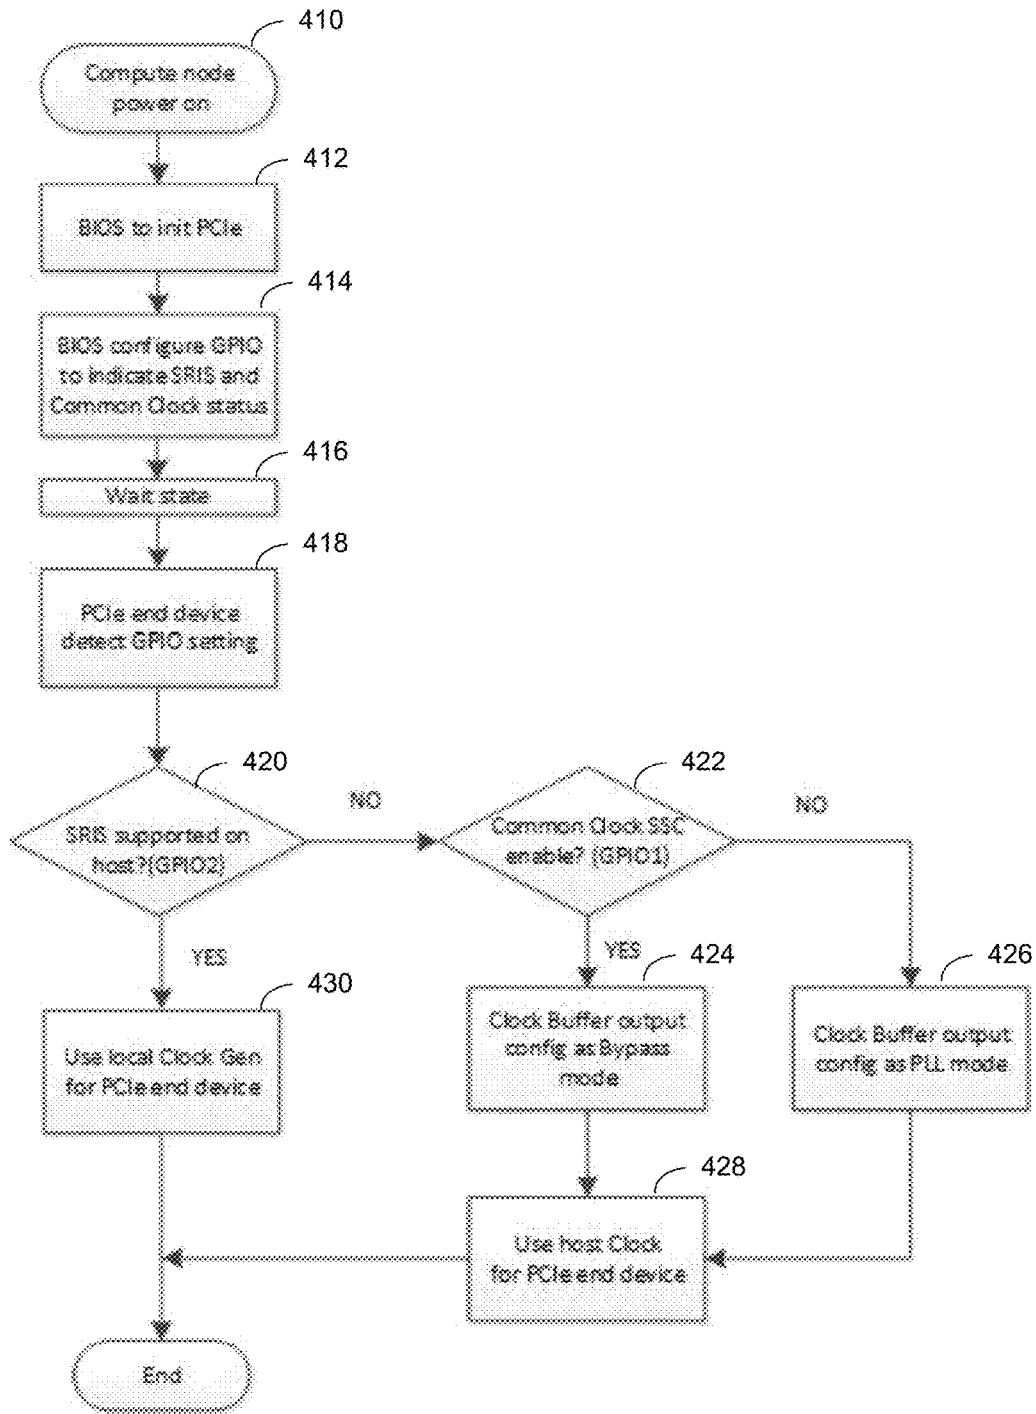 410
Compute node
power on
412
BIOS to init PCIe
414
BIOS configure GPIO
to indicate SRIS and
Common Clock status
416
Wait state
418
PCIe end device
detect GPIO setting
420
SRIS supported on
host?(GPIO2)
NO
422
Common Clock SSC
enable? (GPIO1)
NO
YES
430
Use local Clock Gen
for PCIe end device
YES
424
Clock Buffer output
config as Bypass
mode
426
Clock Buffer output
config as PLL mode
428
Use host Clock
for PCIe end device
End